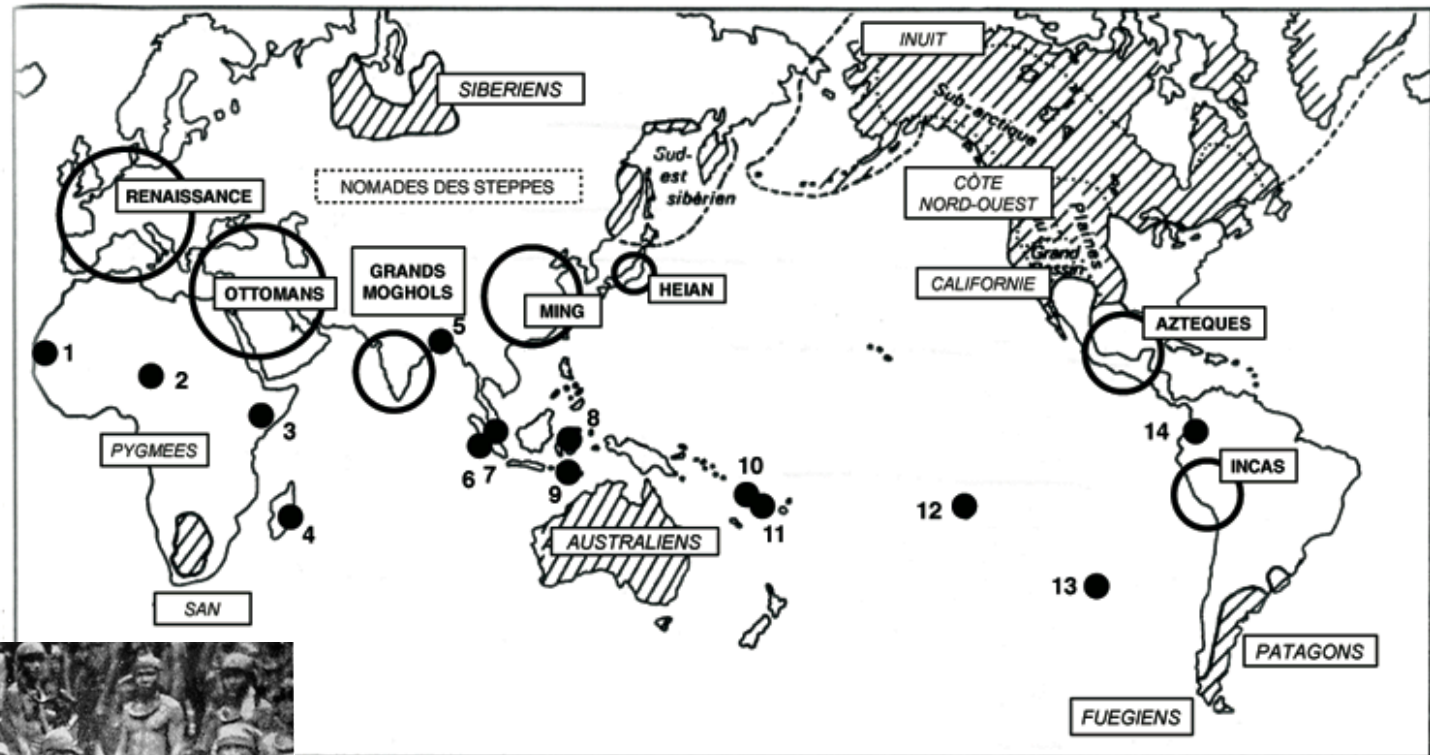 INUIT
SIBERIENS
Sub-arctique
Sud-
est
sibérien
RENAISSANCE
NOMADES DES STEPPES
CÒTE
NORD-OUEST
Plaines
Grand
Bassin
GRANDS
MOGHOLS
OTTOMANS
HEIAN
CALIFORNIE
MING
AZTEQUES
5
1
2
3
8
14
PYGMEES
6
7
9
INCAS
10
12
11
4
AUSTRALIENS
13
SAN
PATAGONS
FUEGIENS